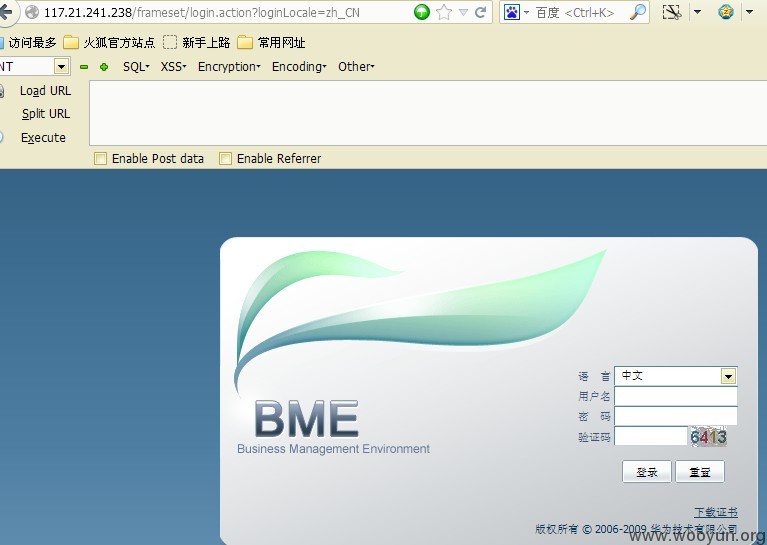 117.21.241.238/frameset/login.action?loginLocale=zh_CN
百度 <Ctrl+K>
访问最多 火狐官方站点 新手上路 常用网址
NT SQL XSS Encryption Encoding Other
Load URL
Split URL
Execute
Enable Post data Enable Referrer
BME
Business Management Environment
语 言 中文
用户名
密 码
验证码 6413
登录 重置
下载证书
版权所有 © 2006-2009 华为技术有限公司
www.wooyun.org